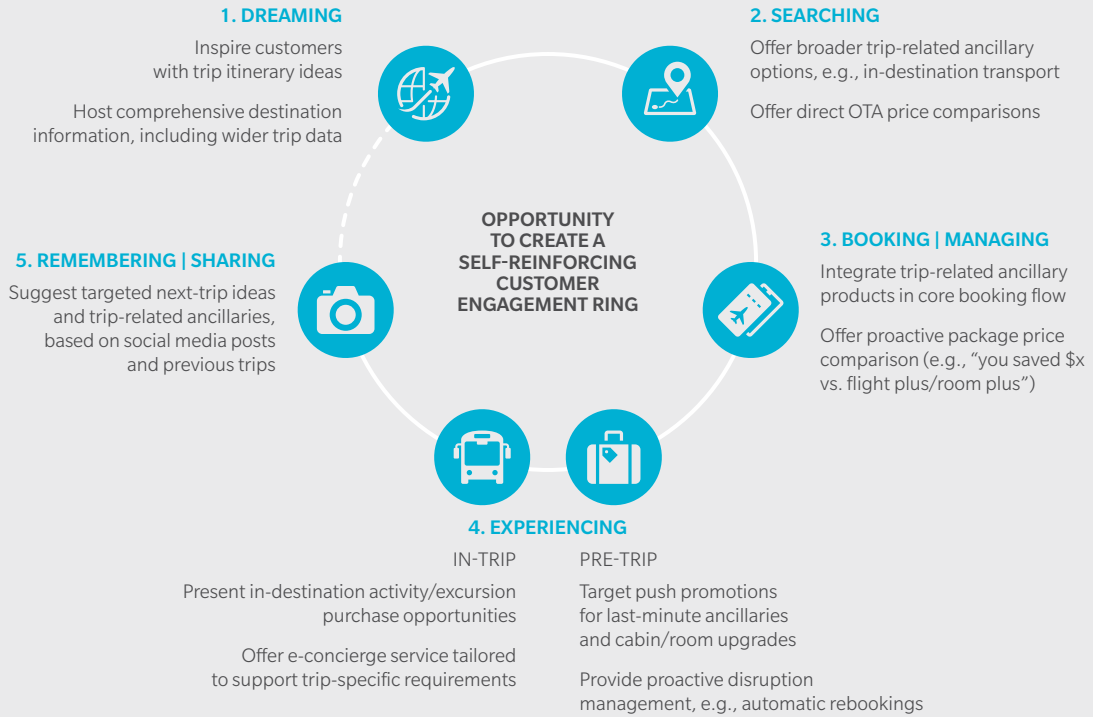 1. DREAMING
Inspire customers
with trip itinerary ideas
Host comprehensive destination
information, including wider trip data
2. SEARCHING
Offer broader trip-related ancillary
options, e.g., in-destination transport
Offer direct OTA price comparisons
OPPORTUNITY
TO CREATE A
SELF-REINFORCING
CUSTOMER
ENGAGEMENT RING
3. BOOKING | MANAGING
Integrate trip-related ancillary
products in core booking flow
Offer proactive package price
comparison (e.g., “you saved $x
vs. flight plus/room plus”)
5. REMEMBERING | SHARING
Suggest targeted next-trip ideas
and trip-related ancillaries,
based on social media posts
and previous trips
4. EXPERIENCING
IN-TRIP
Present in-destination activity/excursion
purchase opportunities
Offer e-concierge service tailored
to support trip-specific requirements
PRE-TRIP
Target push promotions
for last-minute ancillaries
and cabin/room upgrades
Provide proactive disruption
management, e.g., automatic rebookings